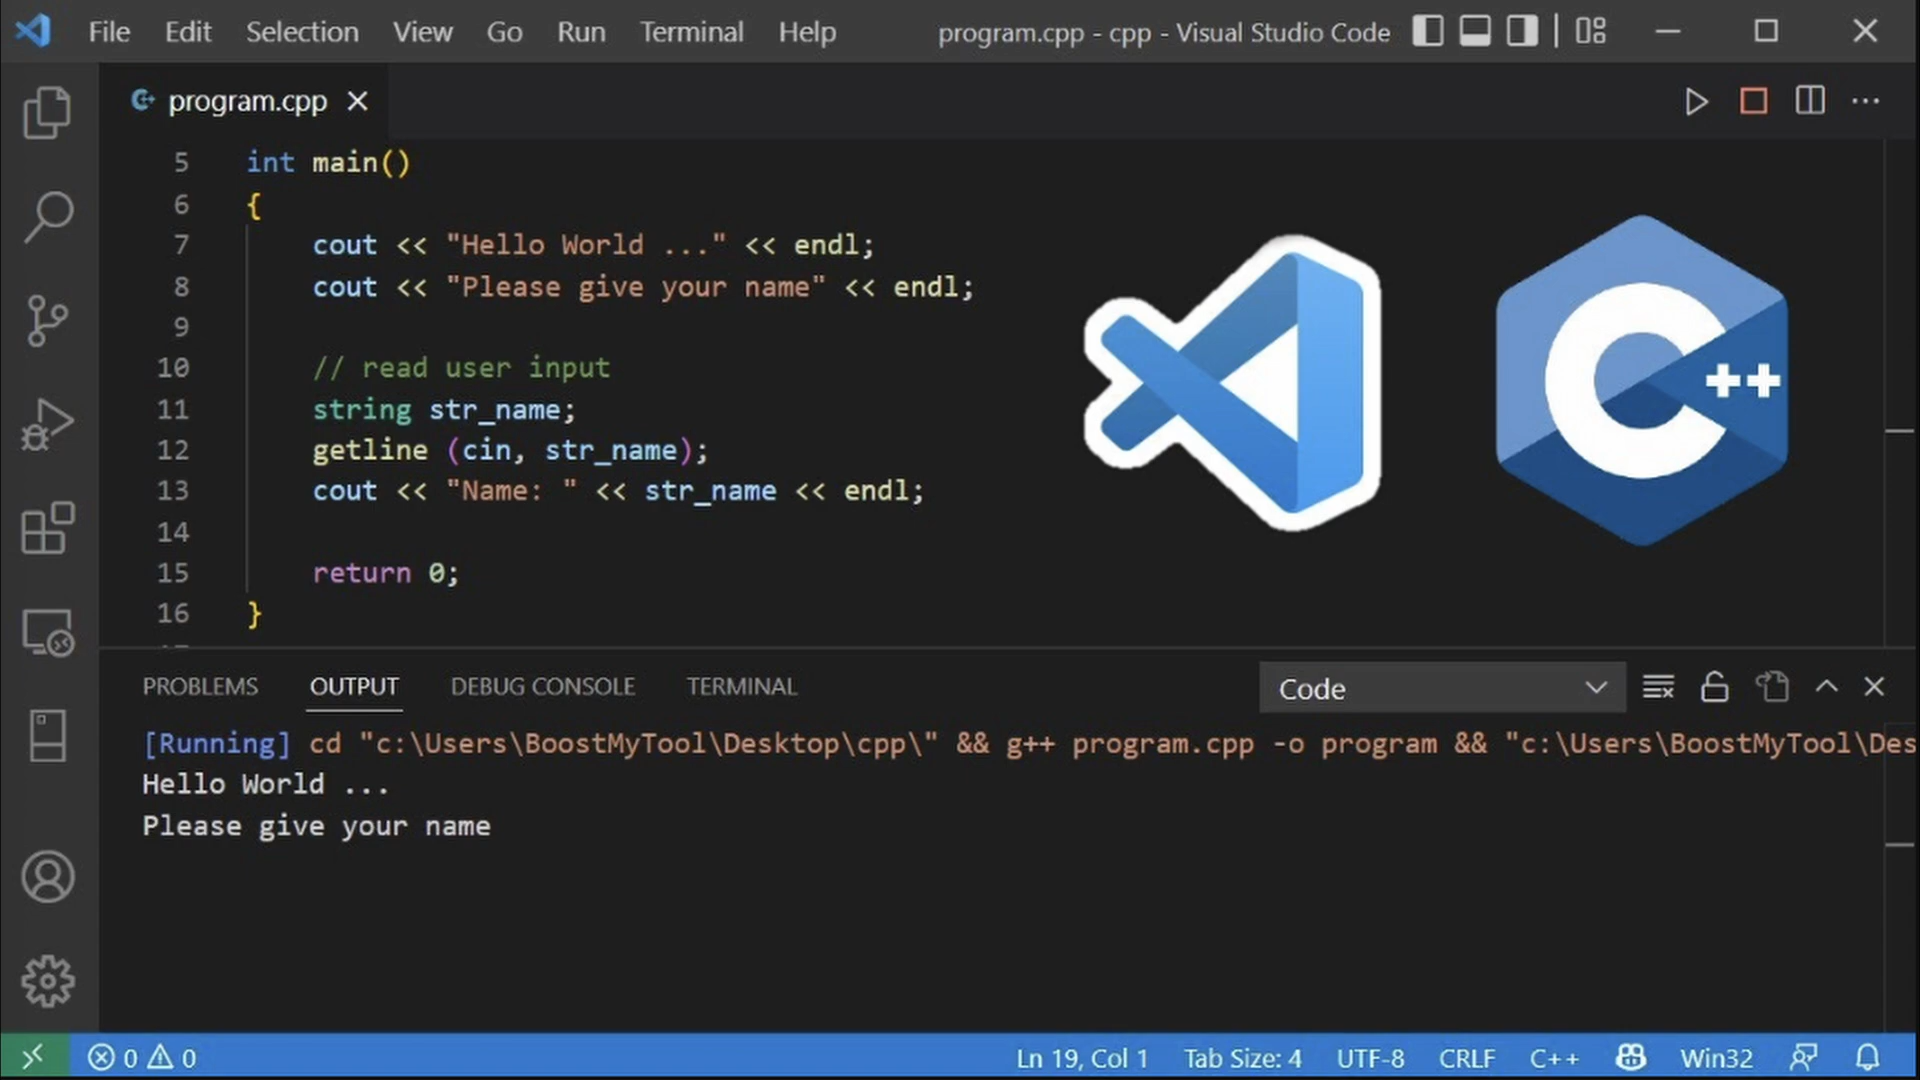 File Edit Selection View Go Run Terminal Help program.cpp - cpp - Visual Studio Code
program.cpp
5 int main()
6 {
7 cout << "Hello World ..." << endl;
8 cout << "Please give your name" << endl;
9
10 // read user input
11 string str_name;
12 getline (cin, str_name);
13 cout << "Name: " << str_name << endl;
14
15 return 0;
16 }
C++
PROBLEMS OUTPUT DEBUG CONSOLE TERMINAL Code
[Running] cd "c:\Users\BoostMyTool\Desktop\cpp\" && g++ program.cpp -o program && "c:\Users\BoostMyTool\Des
Hello World ...
Please give your name
0 0 Ln 19, Col 1 Tab Size: 4 UTF-8 CRLF C++ Win32